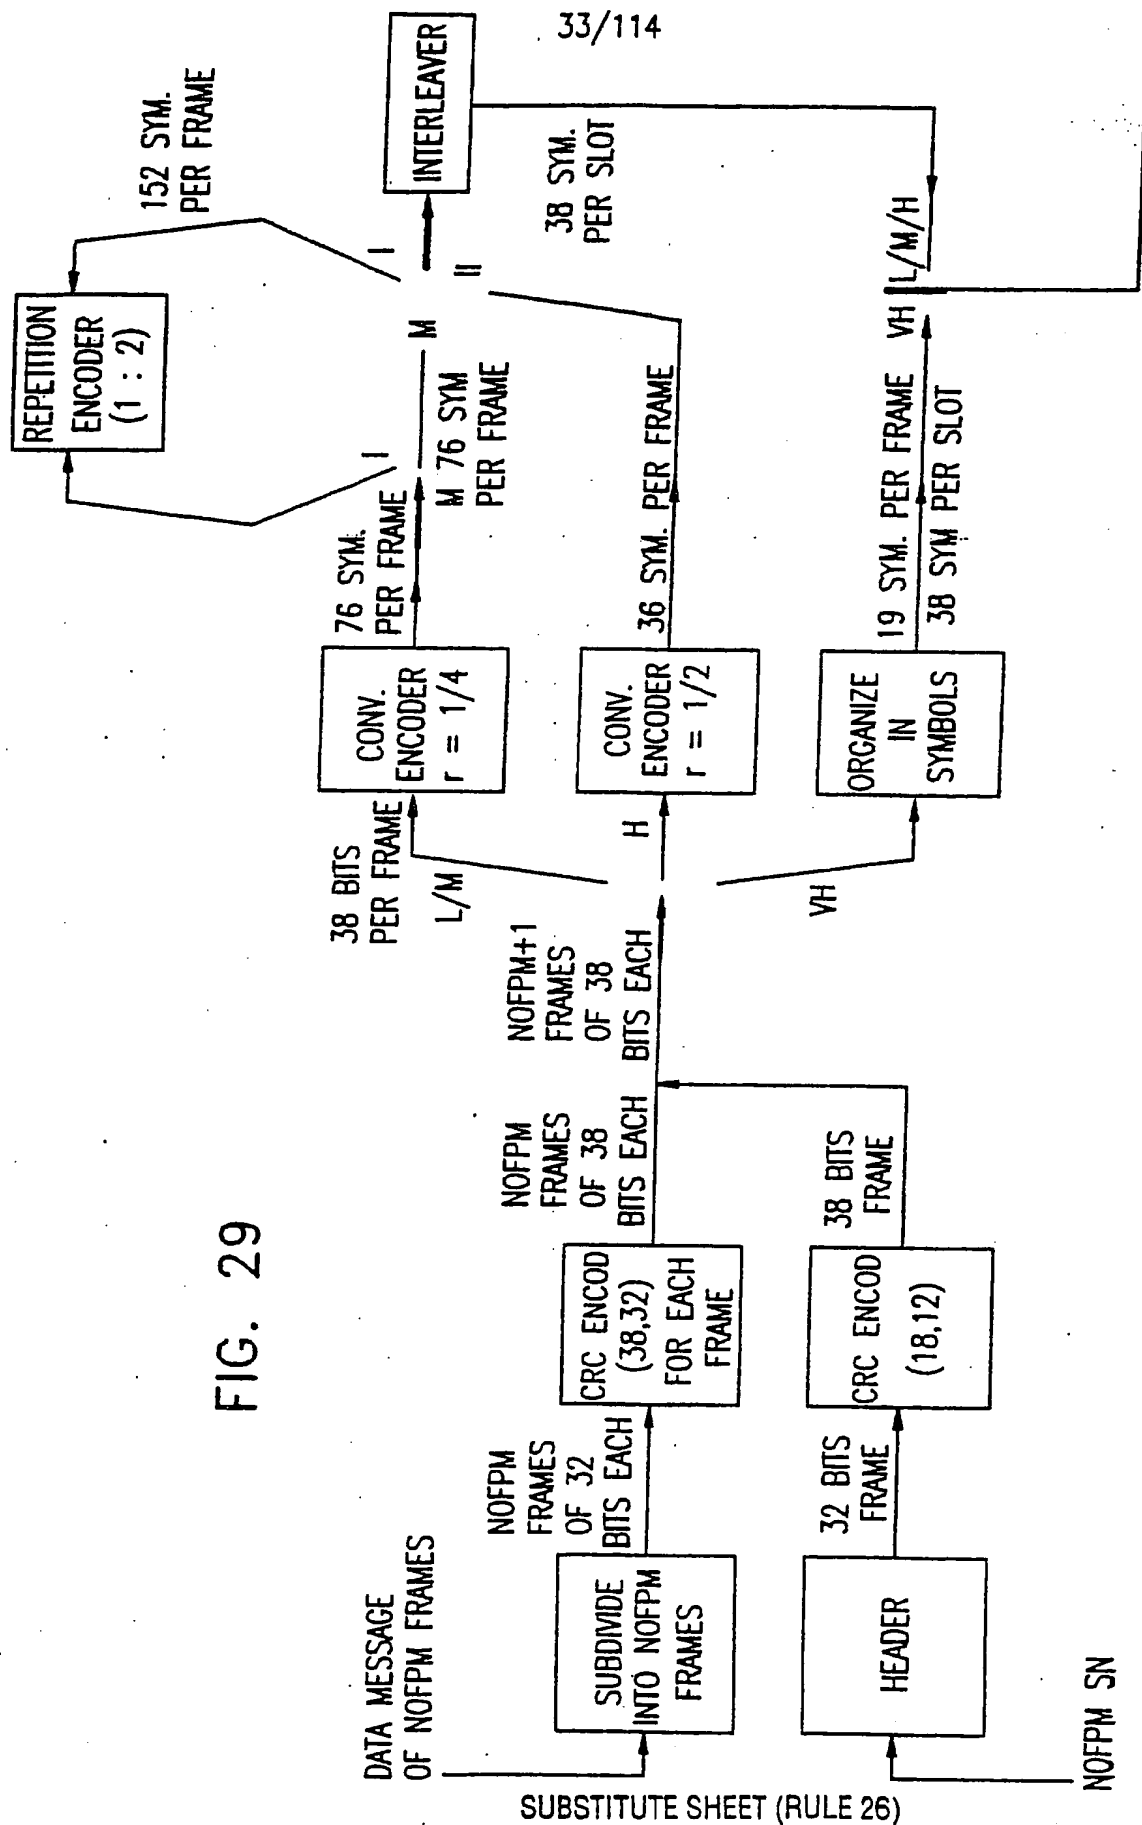 33/114
FIG. 29
DATA MESSAGE
OF NOFPM FRAMES
SUBDIVIDE
INTO NOFPM
FRAMES
NOFPM
FRAMES
OF 32
BITS EACH
CRC ENCOD
(38,32)
FOR EACH
FRAME
NOFPM
FRAMES
OF 38
BITS EACH
NOFPM+1
FRAMES
OF 38
BITS EACH
NOFPM SN
HEADER
32 BITS
FRAME
CRC ENCOD
(18,12)
38 BITS
FRAME
38 BITS
PER FRAME
L/M
H
VH
CONV.
ENCODER
r = 1/4
CONV.
ENCODER
r = 1/2
ORGANIZE
IN
SYMBOLS
76 SYM.
PER FRAME
I
M 76 SYM
PER FRAME
M
36 SYM. PER FRAME
19 SYM. PER FRAME
38 SYM PER SLOT
REPETITION
ENCODER
(1 : 2)
152 SYM.
PER FRAME
I
II
INTERLEAVER
38 SYM.
PER SLOT
VH
L/M/H
SUBSTITUTE SHEET (RULE 26)